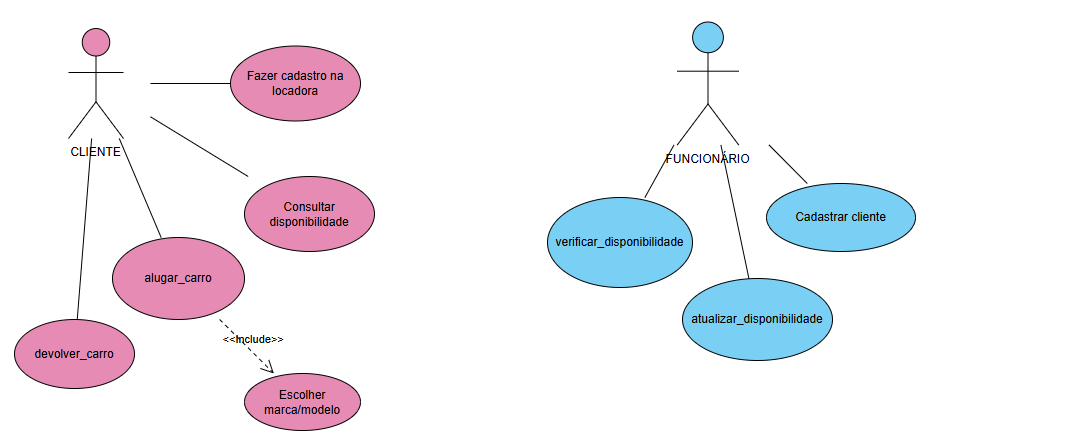 Fazer cadastro na
locadora
CLIENTE
Consultar
disponibilidade
alugar_carro
<<Include>>
devolver_carro
Escolher
marca/modelo
FUNCIONÁRIO
verificar_disponibilidade
Cadastrar cliente
atualizar_disponibilidade